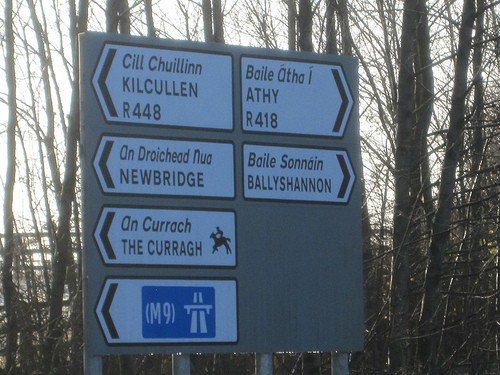 Cill Chuillinn
KILCULLEN
R448
Baile Átha Í
ATHY
R418
An Droichead Nua
NEWBRIDGE
Baile Sonnáin
BALLYSHANNON
An Currach
THE CURRAGH
(M9)